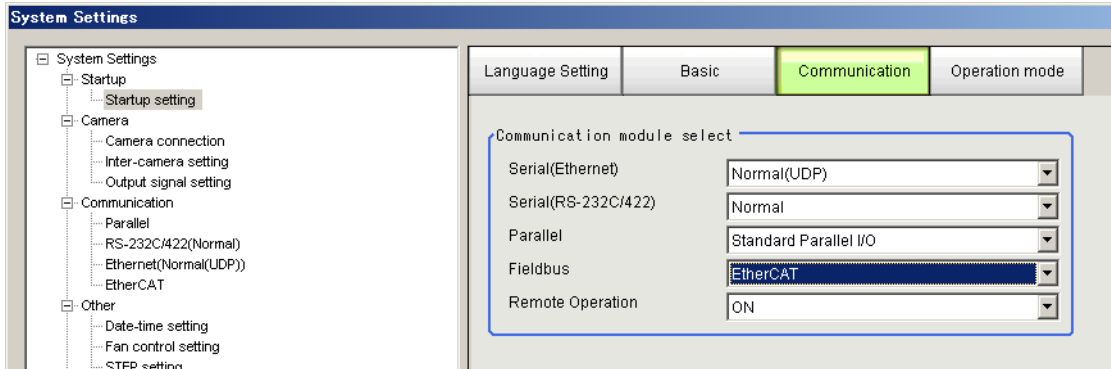 System Settings
System Settings
Startup
Startup setting
Camera
Camera connection
Inter-camera setting
Output signal setting
Communication
Parallel
RS-232C/422(Normal)
Ethernet(Normal(UDP))
EtherCAT
Other
Date-time setting
Fan control setting
STEP setting
Language Setting
Basic
Communication
Operation mode
Communication module select
Serial(Ethernet) Normal(UDP)
Serial(RS-232C/422) Normal
Parallel Standard Parallel I/O
Fieldbus EtherCAT
Remote Operation ON